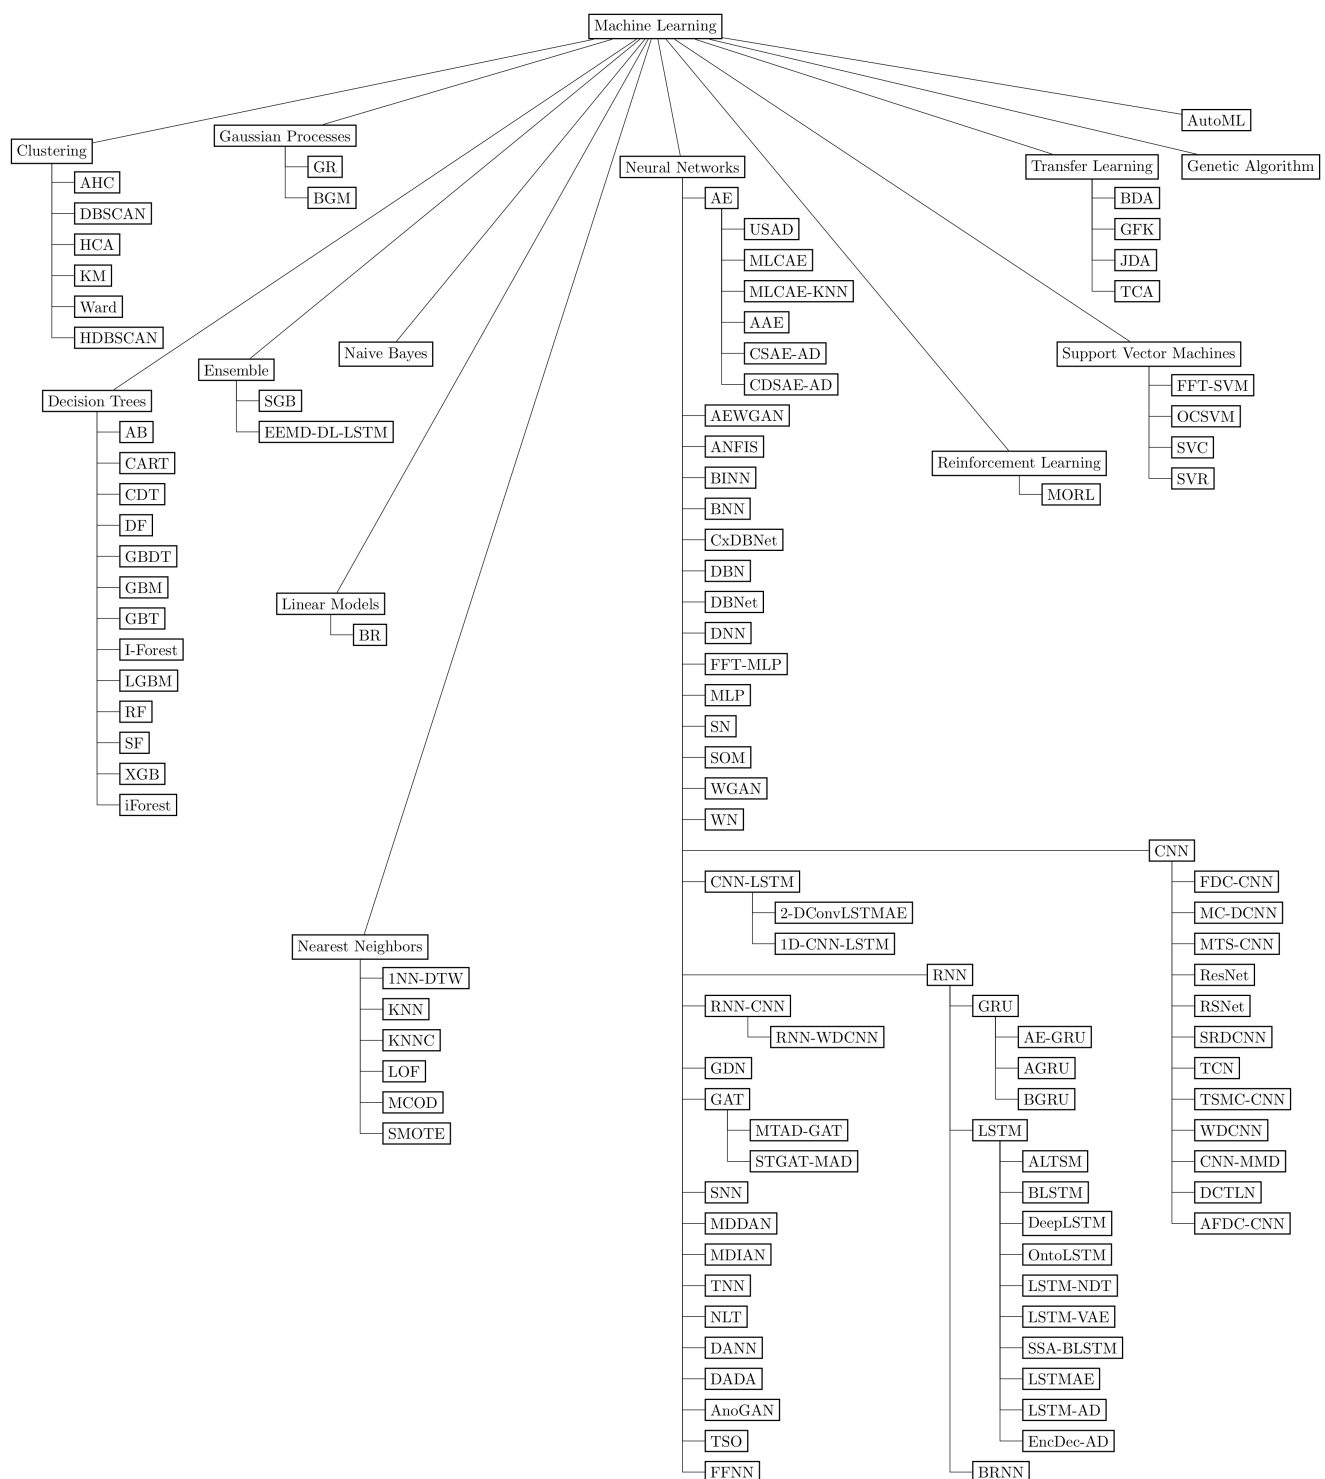 Machine Learning
AutoML
Clustering
AHC
DBSCAN
HCA
KM
Ward
HDBSCAN
Gaussian Processes
GR
BGM
Decision Trees
AB
CART
CDT
DF
GBDT
GBM
GBT
I-Forest
LGBM
RF
SF
XGB
iForest
Ensemble
SGB
EEMD-DL-LSTM
Naive Bayes
Linear Models
BR
Nearest Neighbors
1NN-DTW
KNN
KNNC
LOF
MCOD
SMOTE
Neural Networks
AE
USAD
MLCAE
MLCAE-KNN
AAE
CSAE-AD
CDSAE-AD
AEWGAN
ANFIS
BINN
BNN
CxDBNet
DBN
DBNet
DNN
FFT-MLP
MLP
SN
SOM
WGAN
WN
CNN
FDC-CNN
MC-DCNN
MTS-CNN
ResNet
RSNet
SRDCNN
TCN
TSMC-CNN
WDCNN
CNN-MMD
DCTLN
AFDC-CNN
CNN-LSTM
2-DConvLSTMAE
1D-CNN-LSTM
RNN
GRU
AE-GRU
AGRU
BGRU
LSTM
ALTSM
BLSTM
DeepLSTM
OntoLSTM
LSTM-NDT
LSTM-VAE
SSA-BLSTM
LSTMAE
LSTM-AD
EncDec-AD
BRNN
RNN-CNN
RNN-WDCNN
GDN
GAT
MTAD-GAT
STGAT-MAD
SNN
MDDAN
MDIAN
TNN
NLT
DANN
DADA
AnoGAN
TSO
FFNN
Reinforcement Learning
MORL
Support Vector Machines
FFT-SVM
OCSVM
SVC
SVR
Transfer Learning
BDA
GFK
JDA
TCA
Genetic Algorithm